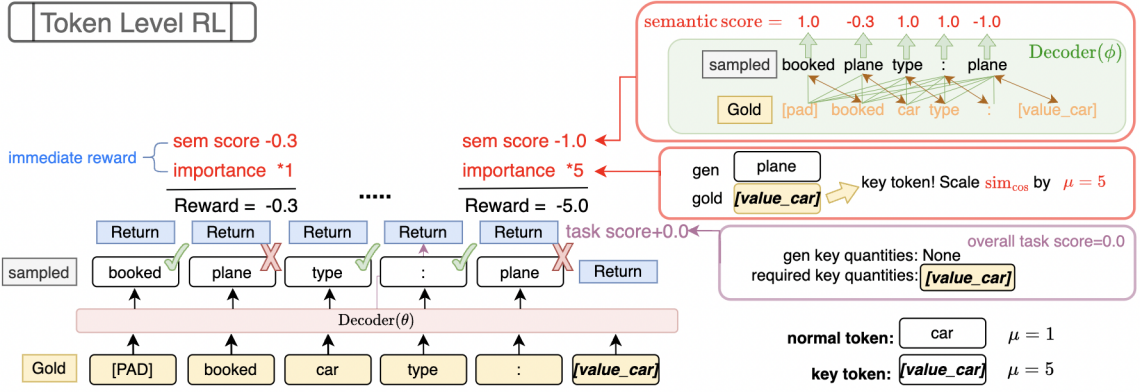 Token Level RL
semantic score = 1.0 -0.3 1.0 1.0 -1.0
Decoder(ϕ)
sampled booked plane type : plane
Gold [pad] booked car type : [value_car]
immediate reward
sem score -0.3
importance *1
Reward = -0.3
.....
sem score -1.0
importance *5
Reward = -5.0
gen plane
gold [value_car]
key token! Scale sim_cos by μ = 5
Return Return Return Return Return task score+0.0
overall task score=0.0
gen key quantities: None
required key quantities: [value_car]
sampled booked plane type : plane Return
Decoder(θ)
Gold [PAD] booked car type : [value_car]
normal token: car μ = 1
key token: [value_car] μ = 5